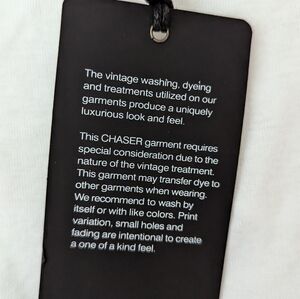 The vintage washing, dyeing
and treatments utilized on our
garments produce a uniquely
luxurious look and feel.
This CHASER garment requires
special consideration due to the
nature of the vintage treatment.
This garment may transfer dye to
other garments when wearing.
We recommend to wash by
itself or with like colors. Print
variation, small holes and
fading are intentional to create
a one of a kind feel.